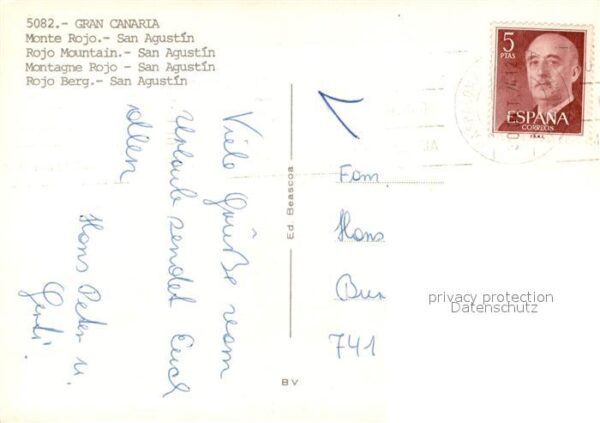 5082.- GRAN CANARIA
Monte Rojo.- San Agustín
Rojo Mountain.- San Agustín
Montagne Rojo - San Agustín
Rojo Berg.- San Agustín
Viele Grüße vom
Urlaub sendet Euch
allen
Hans Peter u.
Gerti.
Ed. Beascoa
BV
5
PTAS
ESPAÑA
CORREOS
Fam
Hans
741
privacy protection
Datenschutz